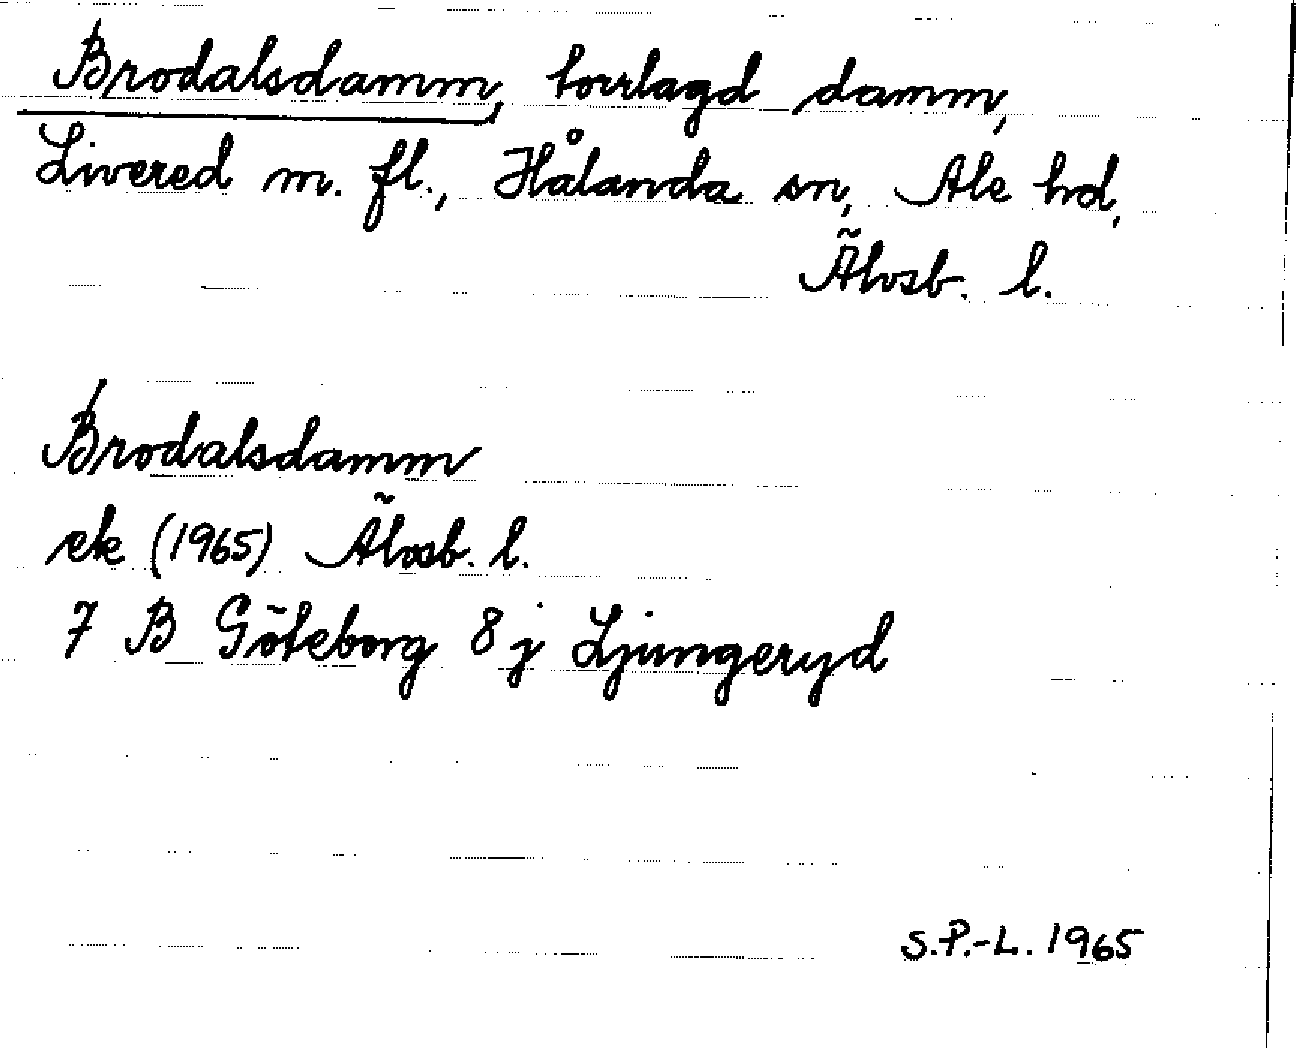 Brodalsdamm, torrlagd damm,
Livered m. fl., Hålanda sn, Ale hd,
Älvsb. l.
Brodalsdamm
ek (1965) Älvsb. l.
7 B Göteborg 8 j Ljungeryd
S.P.-L. 1965